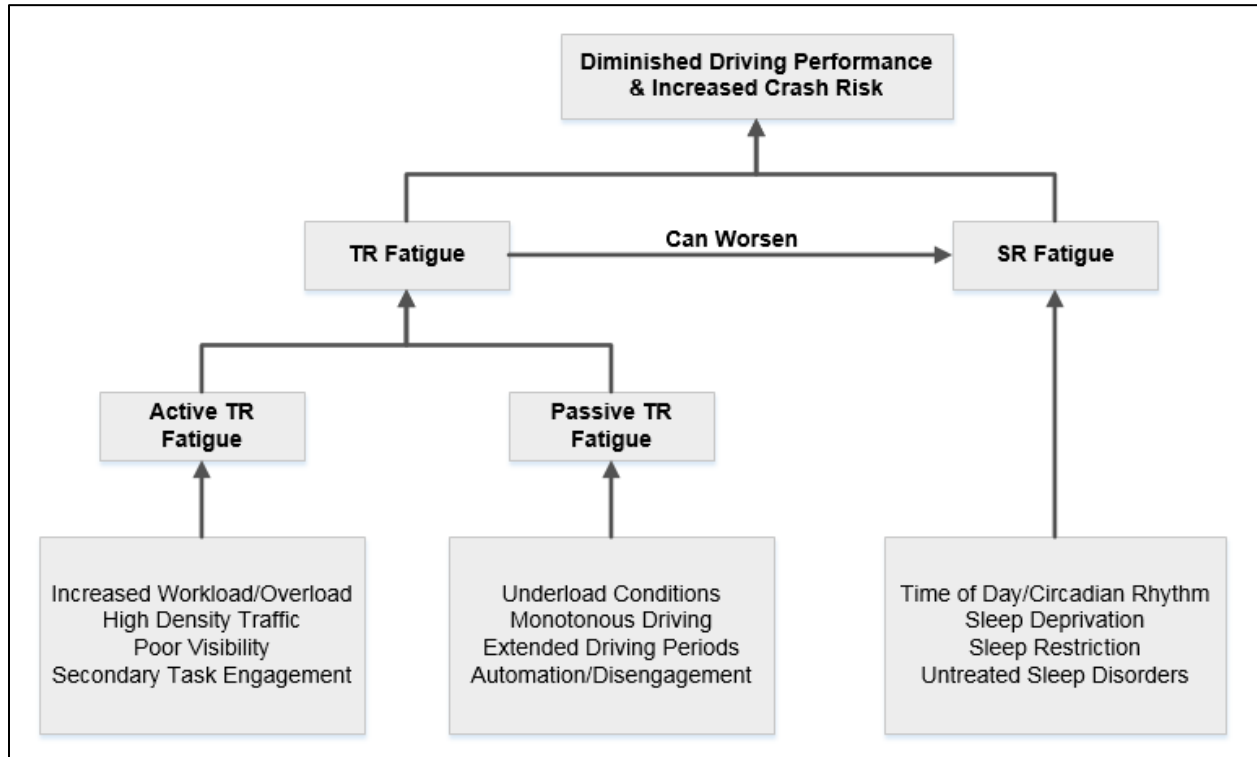 Diminished Driving Performance
& Increased Crash Risk
TR Fatigue
Can Worsen
SR Fatigue
Active TR
Fatigue
Passive TR
Fatigue
Increased Workload/Overload
High Density Traffic
Poor Visibility
Secondary Task Engagement
Underload Conditions
Monotonous Driving
Extended Driving Periods
Automation/Disengagement
Time of Day/Circadian Rhythm
Sleep Deprivation
Sleep Restriction
Untreated Sleep Disorders